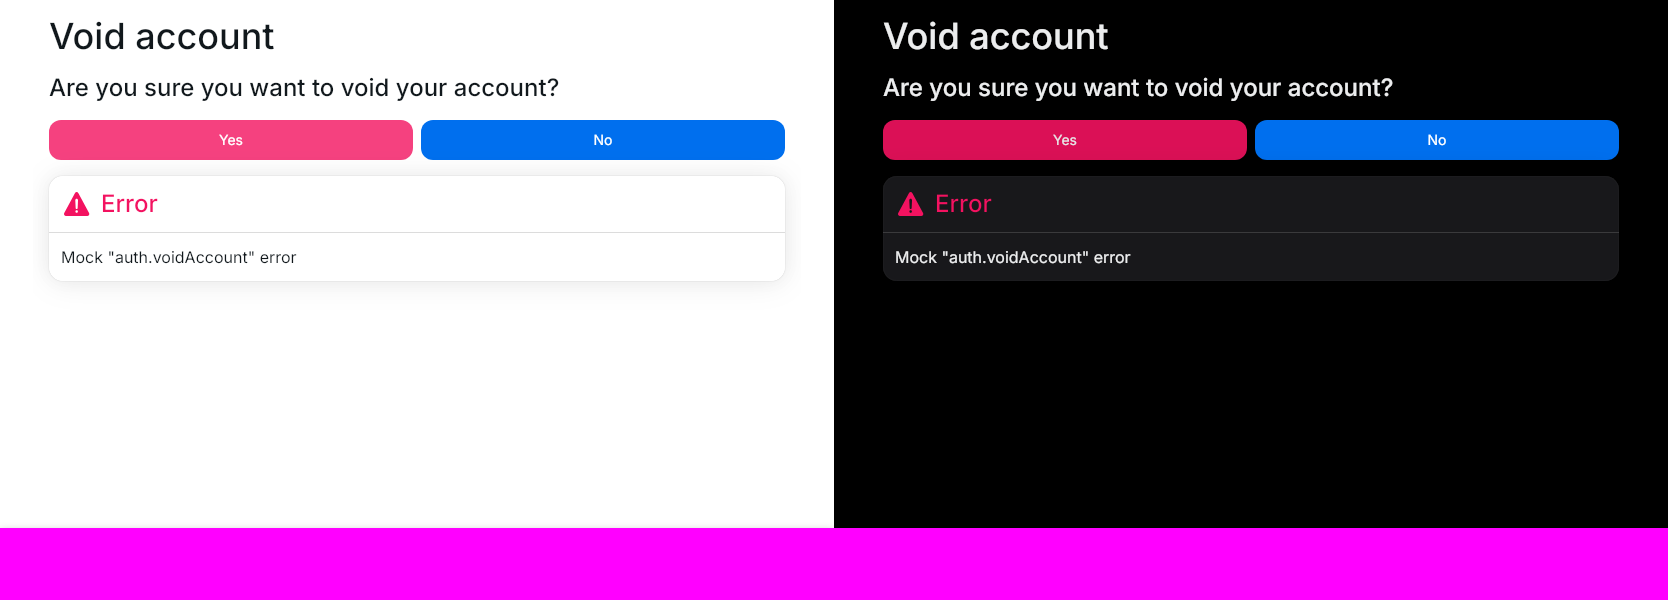 Void account
Are you sure you want to void your account?
Yes
No
Error
Mock "auth.voidAccount" error
Void account
Are you sure you want to void your account?
Yes
No
Error
Mock "auth.voidAccount" error